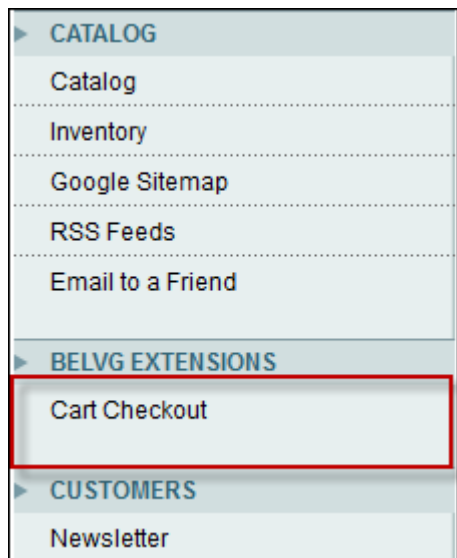 CATALOG
Catalog
Inventory
Google Sitemap
RSS Feeds
Email to a Friend
BELVG EXTENSIONS
Cart Checkout
CUSTOMERS
Newsletter